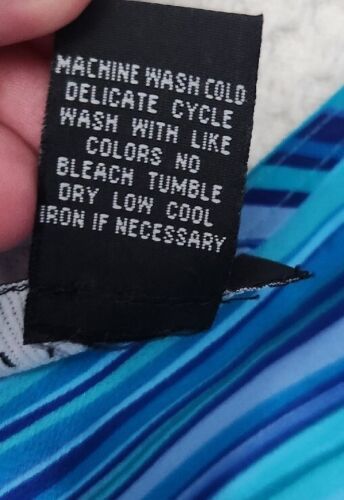 MACHINE WASH COLD
DELICATE CYCLE
WASH WITH LIKE
COLORS NO
BLEACH TUMBLE
DRY LOW COOL
IRON IF NECESSARY